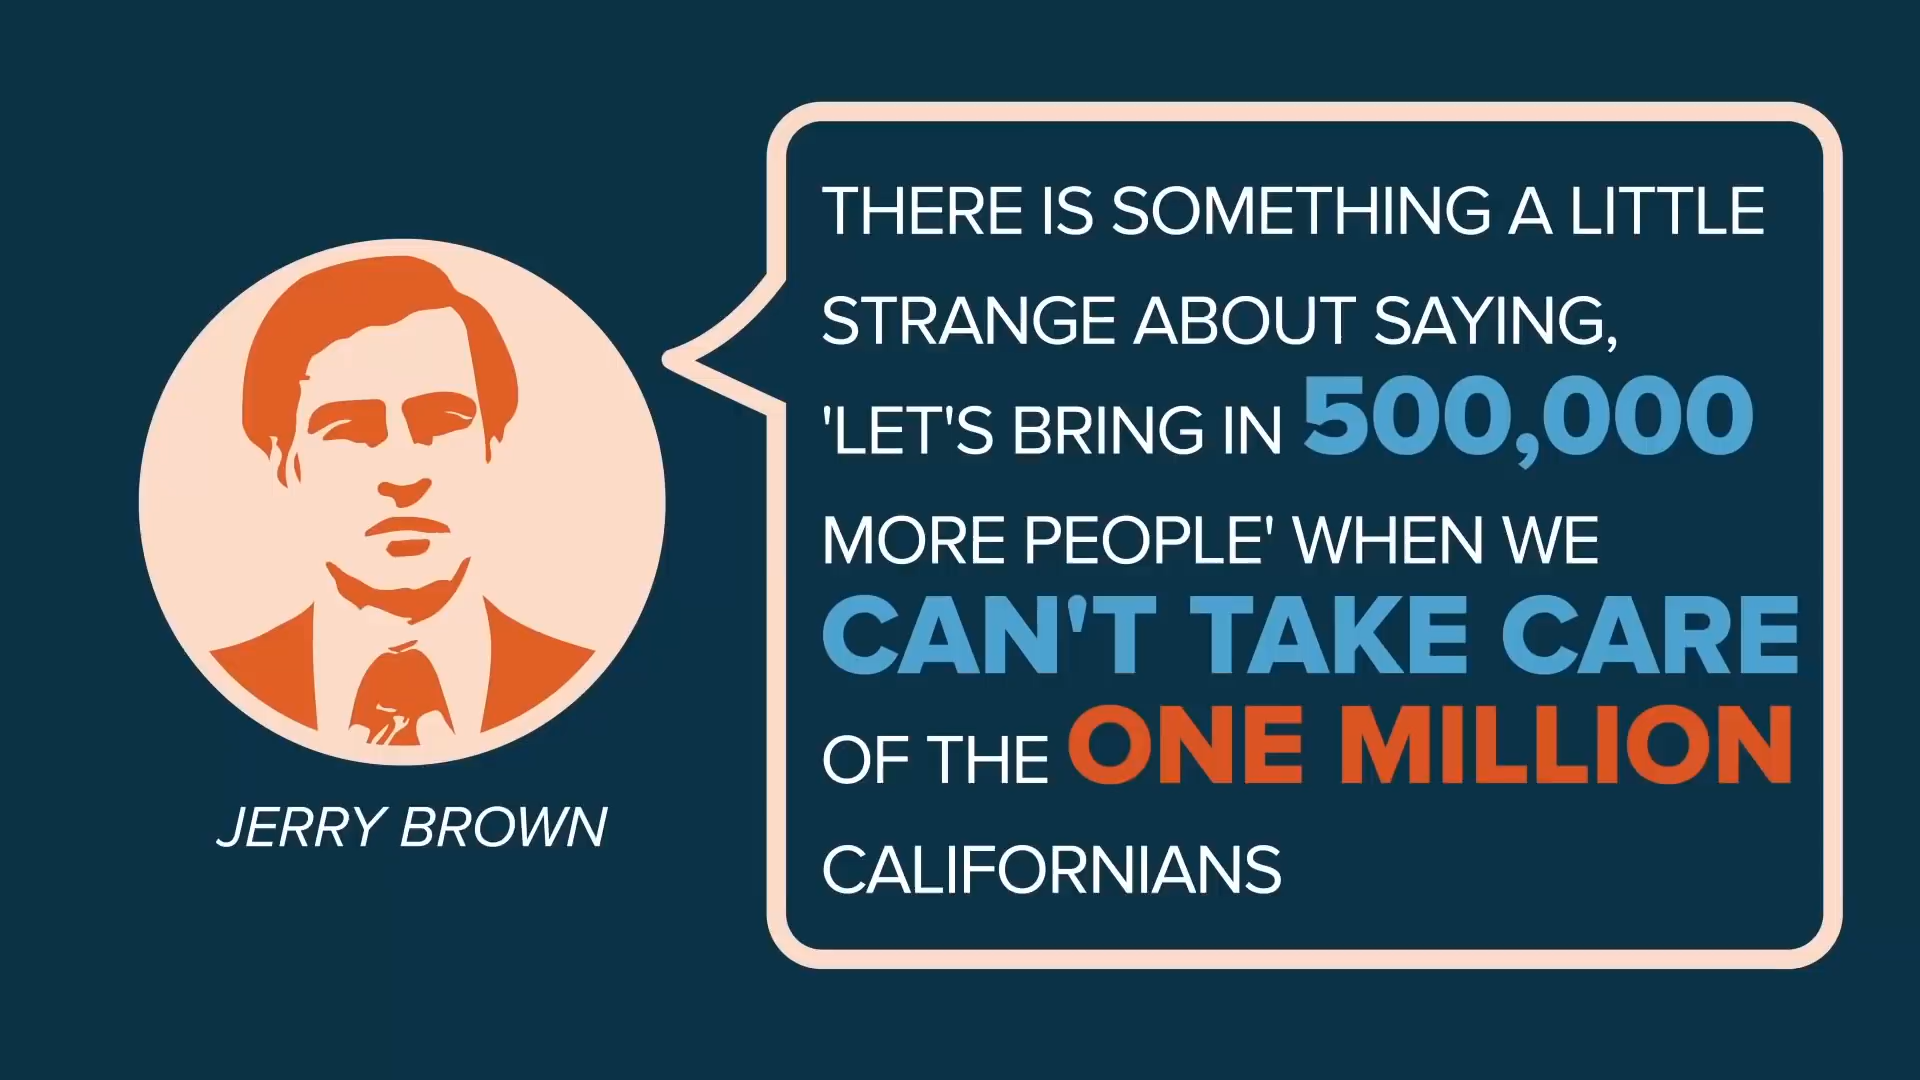 THERE IS SOMETHING A LITTLE
STRANGE ABOUT SAYING,
'LET'S BRING IN 500,000
MORE PEOPLE' WHEN WE
CAN'T TAKE CARE
OF THE ONE MILLION
CALIFORNIANS
JERRY BROWN